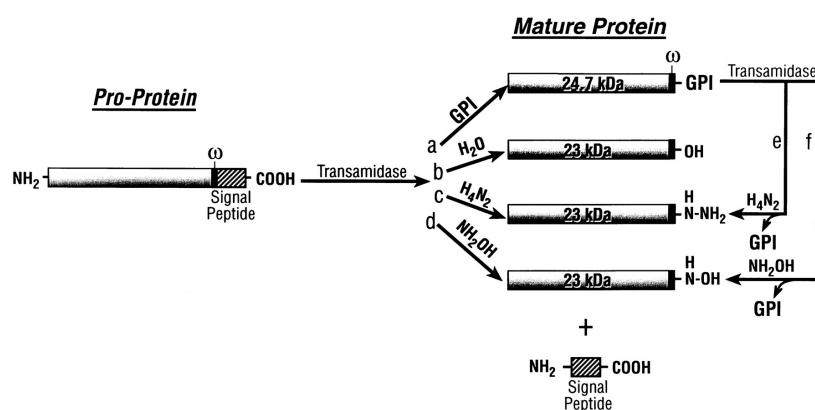 Mature Protein
Pro-Protein
ω
24.7 kDa
GPI
Transamidase
GPI
a
H₂O
b
23 kDa
OH
e
f
ω
NH₂
COOH
Signal
Peptide
Transamidase
c
H₄N₂
23 kDa
H
N-NH₂
H₄N₂
GPI
d
NH₂OH
23 kDa
H
N-OH
NH₂OH
GPI
+
NH₂
COOH
Signal
Peptide